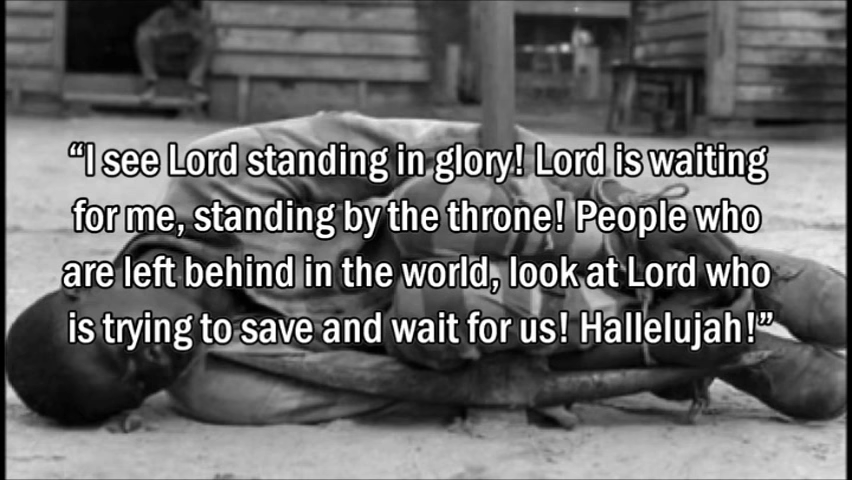 “I see Lord standing in glory! Lord is waiting
for me, standing by the throne! People who
are left behind in the world, look at Lord who
is trying to save and wait for us! Hallelujah!”